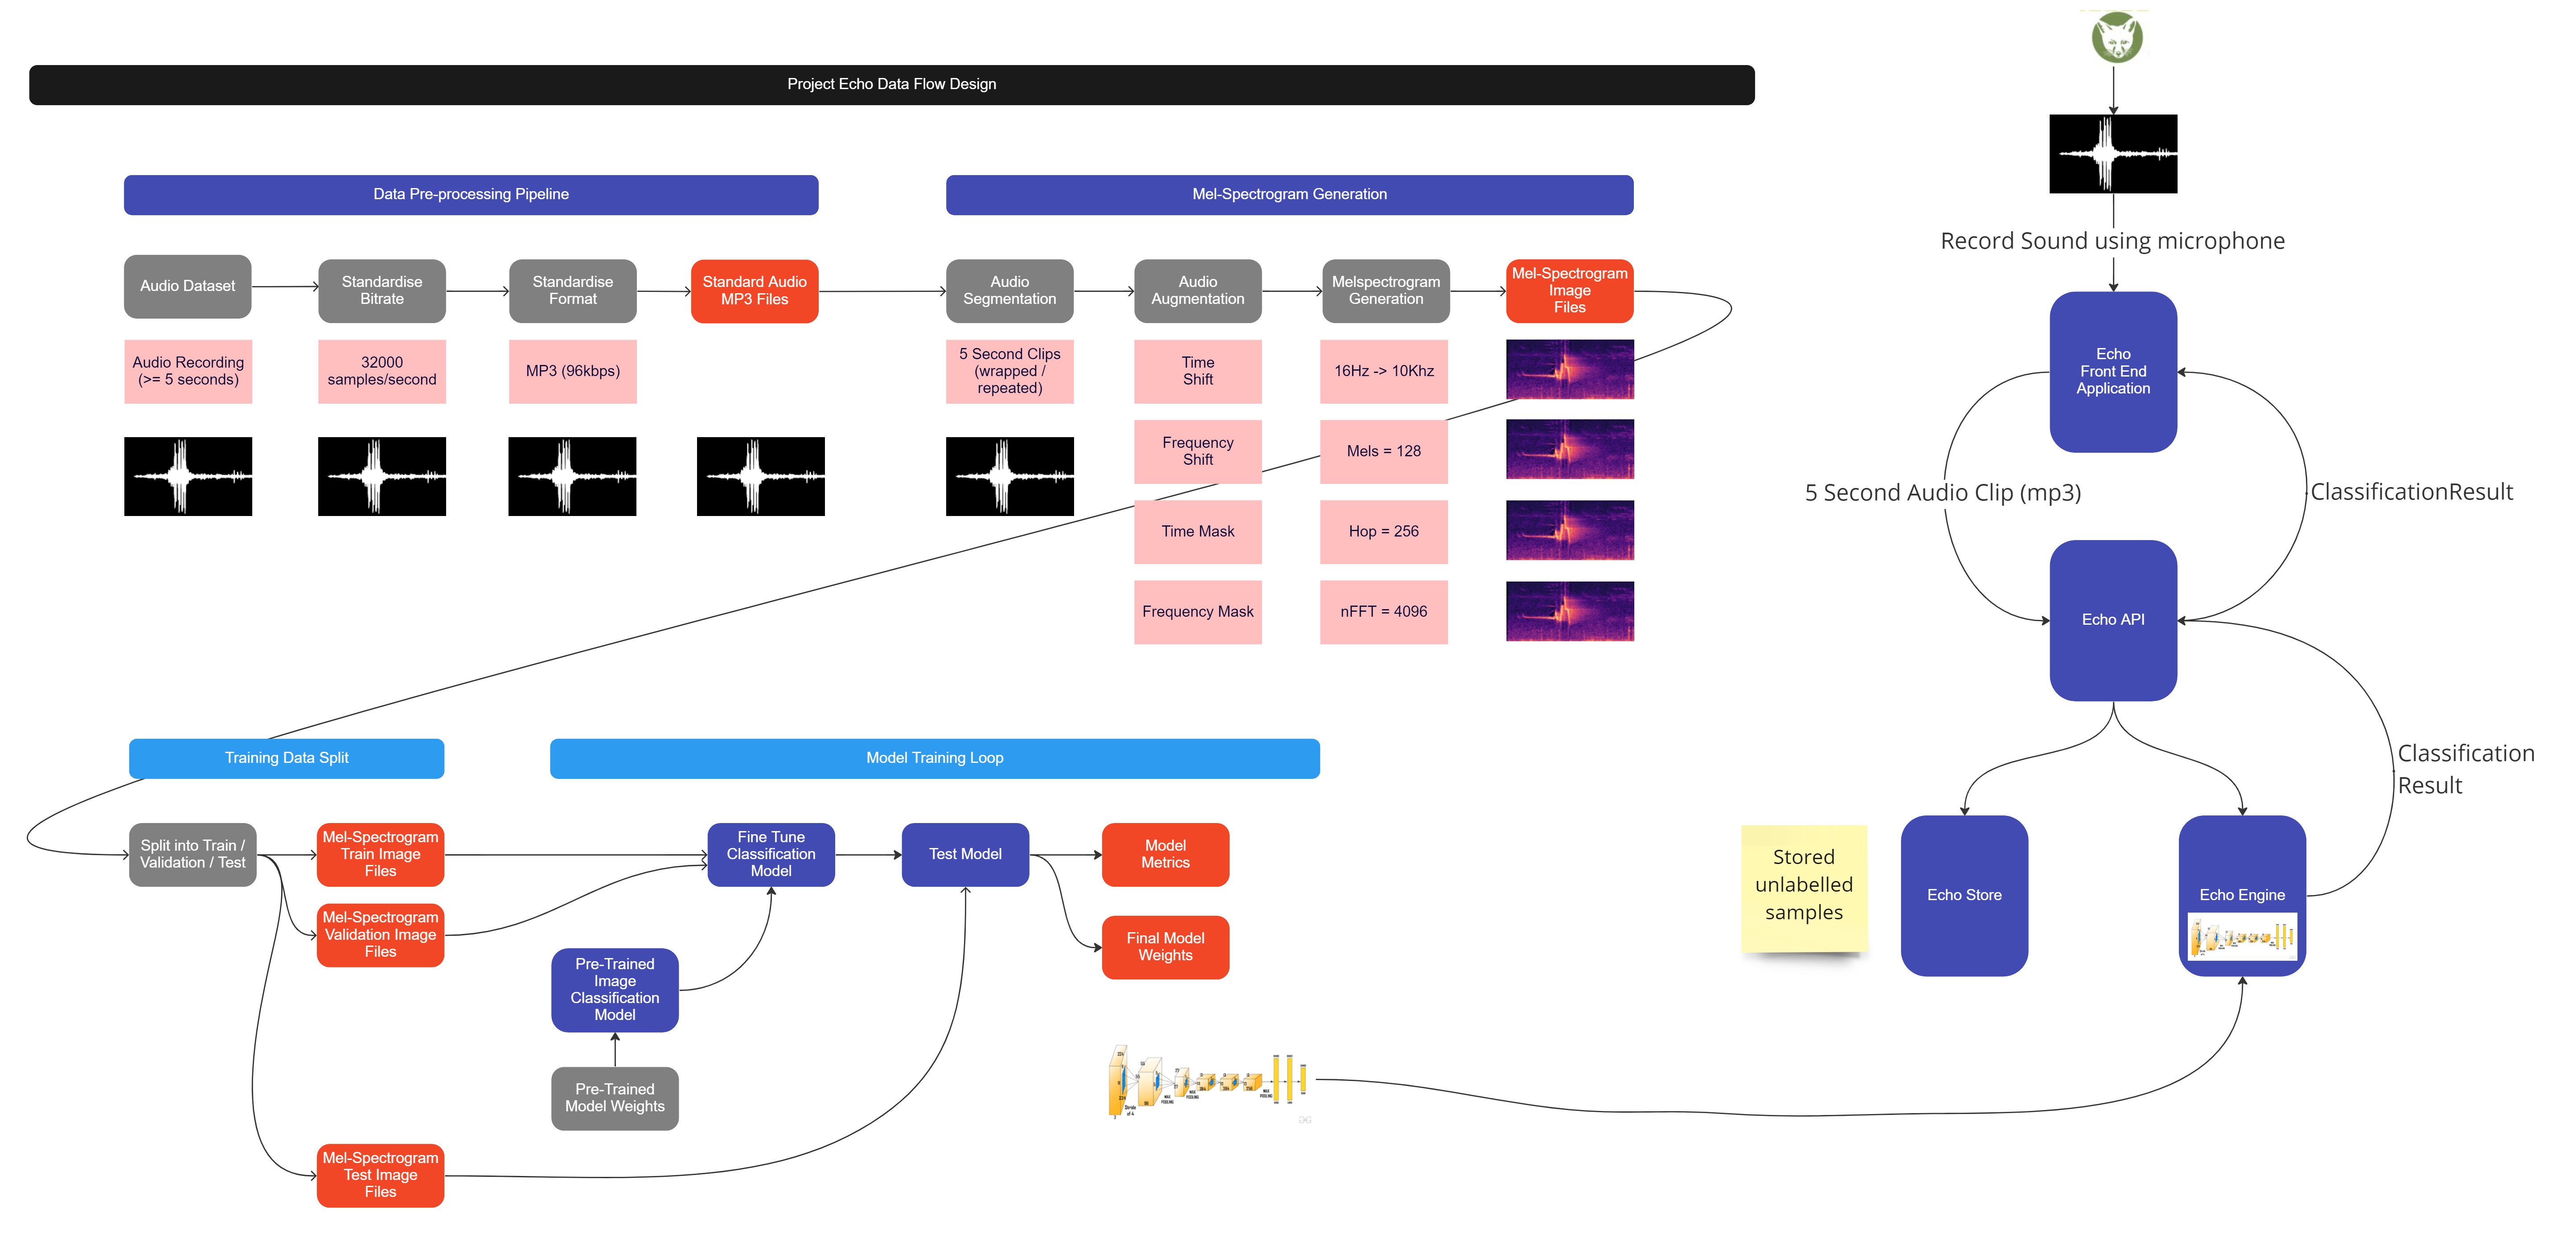 Project Echo Data Flow Design
Data Pre-processing Pipeline
Mel-Spectrogram Generation
Audio Dataset
Standardise
Bitrate
Standardise
Format
Standard Audio
MP3 Files
Audio
Segmentation
Audio
Augmentation
Melspectrogram
Generation
Mel-Spectrogram
Image
Files
Audio Recording
(>= 5 seconds)
32000
samples/second
MP3 (96kbps)
5 Second Clips
(wrapped /
repeated)
Time
Shift
16Hz -> 10Khz
Frequency
Shift
Mels = 128
Time Mask
Hop = 256
Frequency Mask
nFFT = 4096
Training Data Split
Model Training Loop
Split into Train /
Validation / Test
Mel-Spectrogram
Train Image
Files
Mel-Spectrogram
Validation Image
Files
Mel-Spectrogram
Test Image
Files
Fine Tune
Classification
Model
Test Model
Model
Metrics
Final Model
Weights
Pre-Trained
Image
Classification
Model
Pre-Trained
Model Weights
Record Sound using microphone
Echo
Front End
Application
5 Second Audio Clip (mp3)
ClassificationResult
Echo API
Classification
Result
Stored
unlabelled
samples
Echo Store
Echo Engine